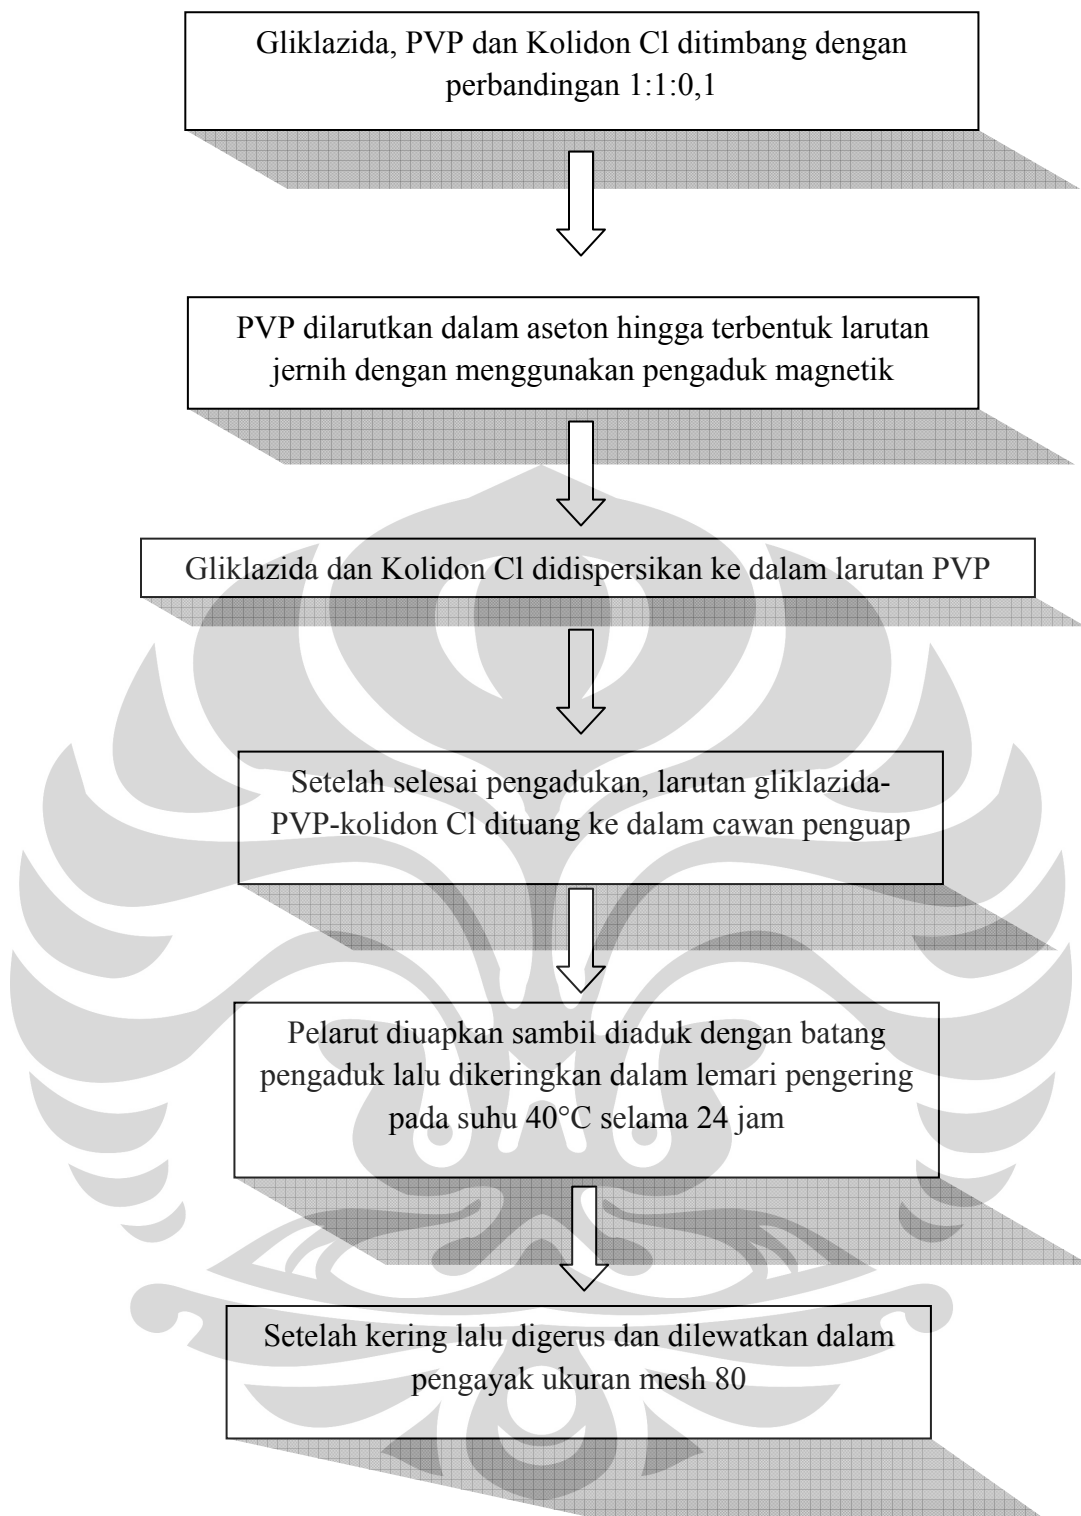 Gliklazida, PVP dan Kolidon Cl ditimbang dengan
perbandingan 1:1:0,1
PVP dilarutkan dalam aseton hingga terbentuk larutan
jernih dengan menggunakan pengaduk magnetik
Gliklazida dan Kolidon Cl didispersikan ke dalam larutan PVP
Setelah selesai pengadukan, larutan gliklazida-
PVP-kolidon Cl dituang ke dalam cawan penguap
Pelarut diuapkan sambil diaduk dengan batang
pengaduk lalu dikeringkan dalam lemari pengering
pada suhu 40°C selama 24 jam
Setelah kering lalu digerus dan dilewatkan dalam
pengayak ukuran mesh 80